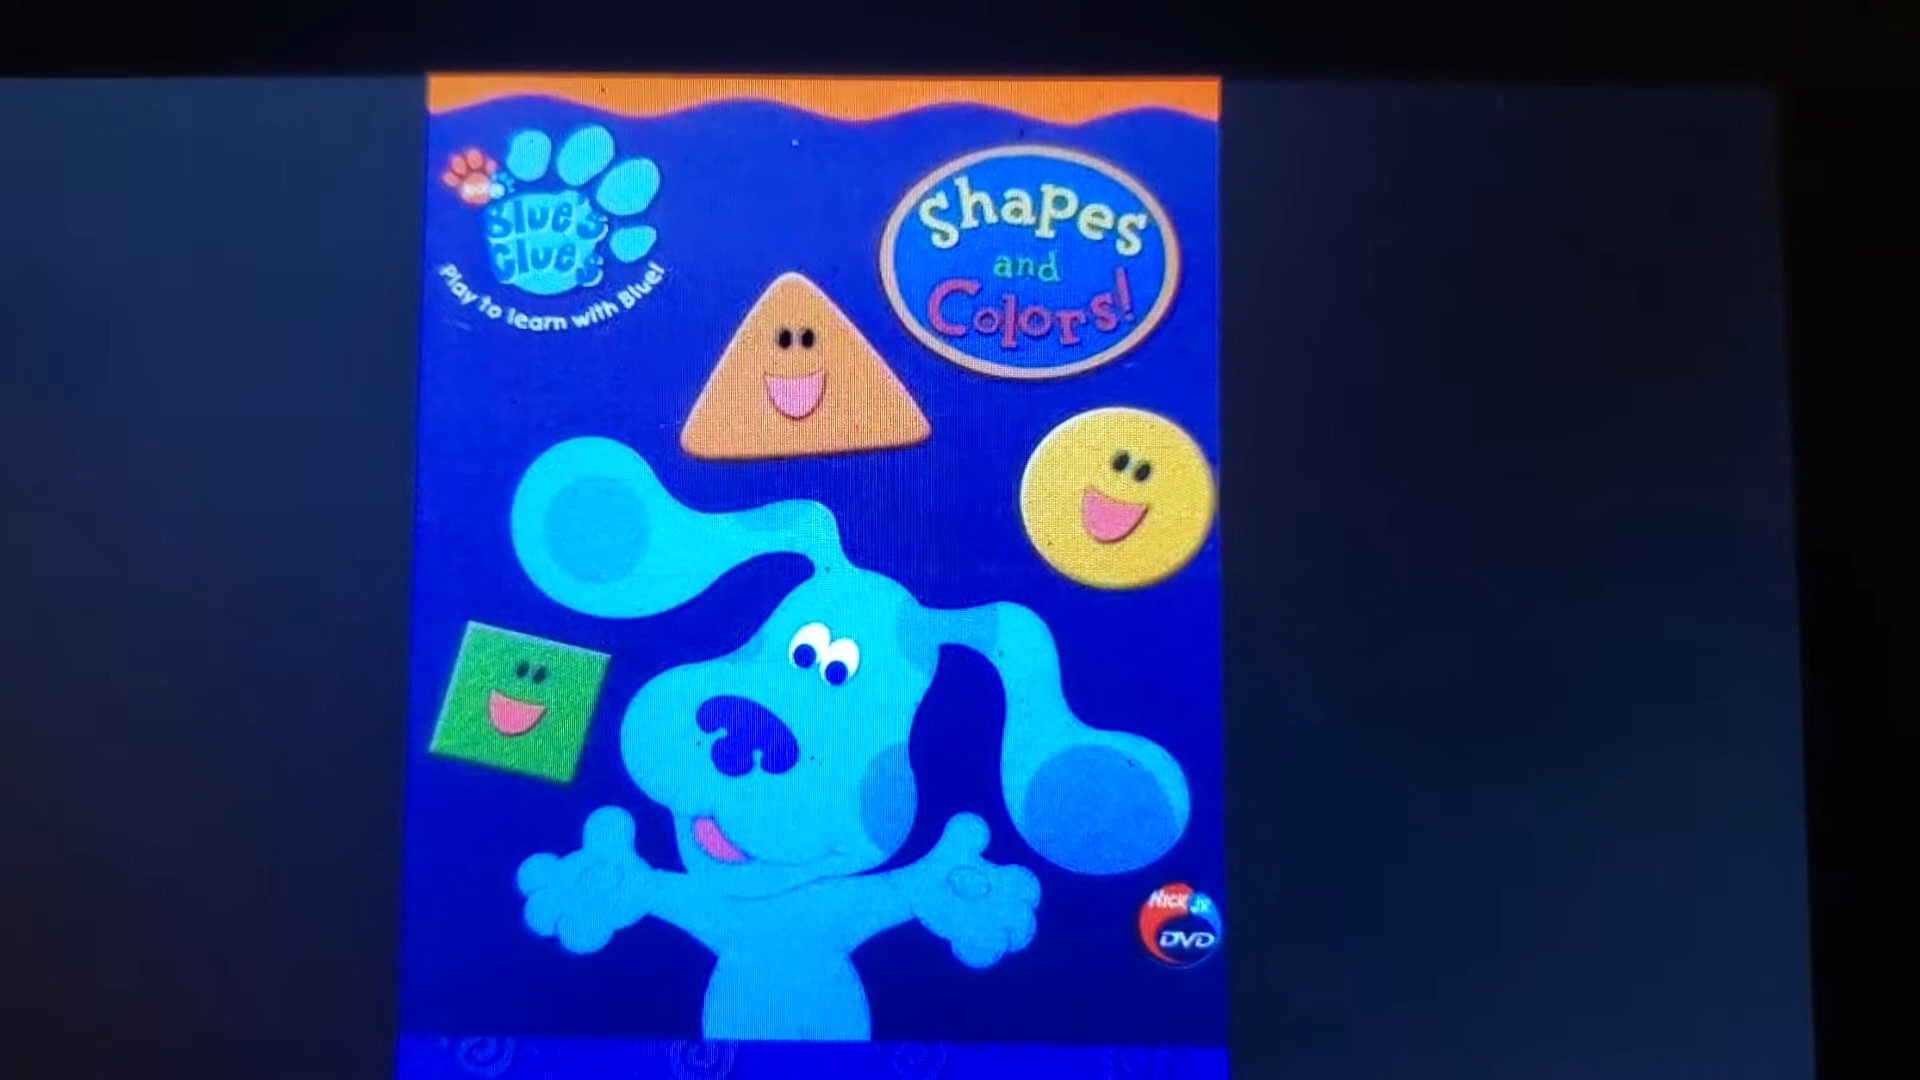 Blue's
Clues
Play to learn with Blue!
Shapes
and
Colors!
NICK Jr
DVD